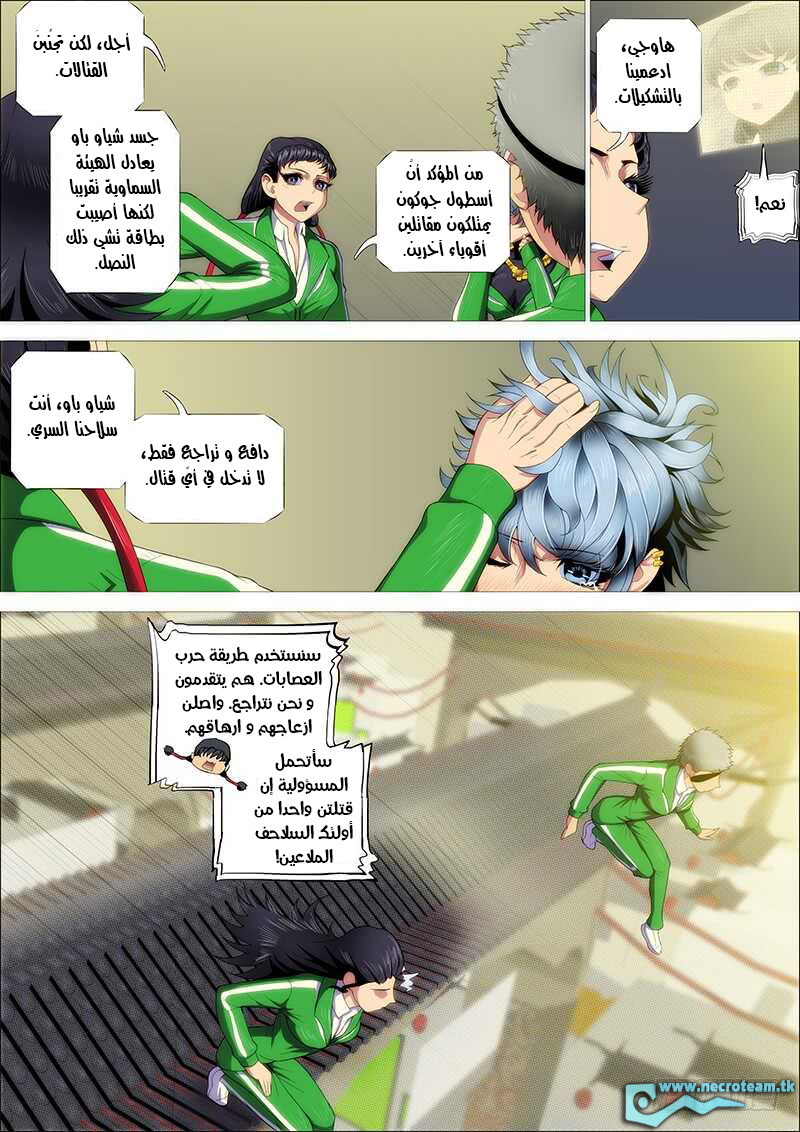 هاوجي،
ادعمينا
بالتشكيلات.
نعم!
من المؤكد أنَّ
أسطول جوكون
يمتلكون مقاتلين
أقوياء آخرين.
أجل، لكن تجنَّبن
القتالات.
جسد شياو باو
يعادل الهيئة
السماوية تقريبا
لكنها أصيبت
بطاقة تشي ذلك
النصل.
شياو باو، أنت
سلاحنا السري.
دافع و تراجع فقط،
لا تدخل في أيّ قتال.
سنستخدم طريقة حرب
العصابات. هم يتقدمون
و نحن نتراجع. واصلن
ازعاجهم و ارهاقهم.
سأتحمل
المسؤولية إن
قتلتن واحدا من
أولئك السلاحف
الملاعين!
www.necroteam.tk